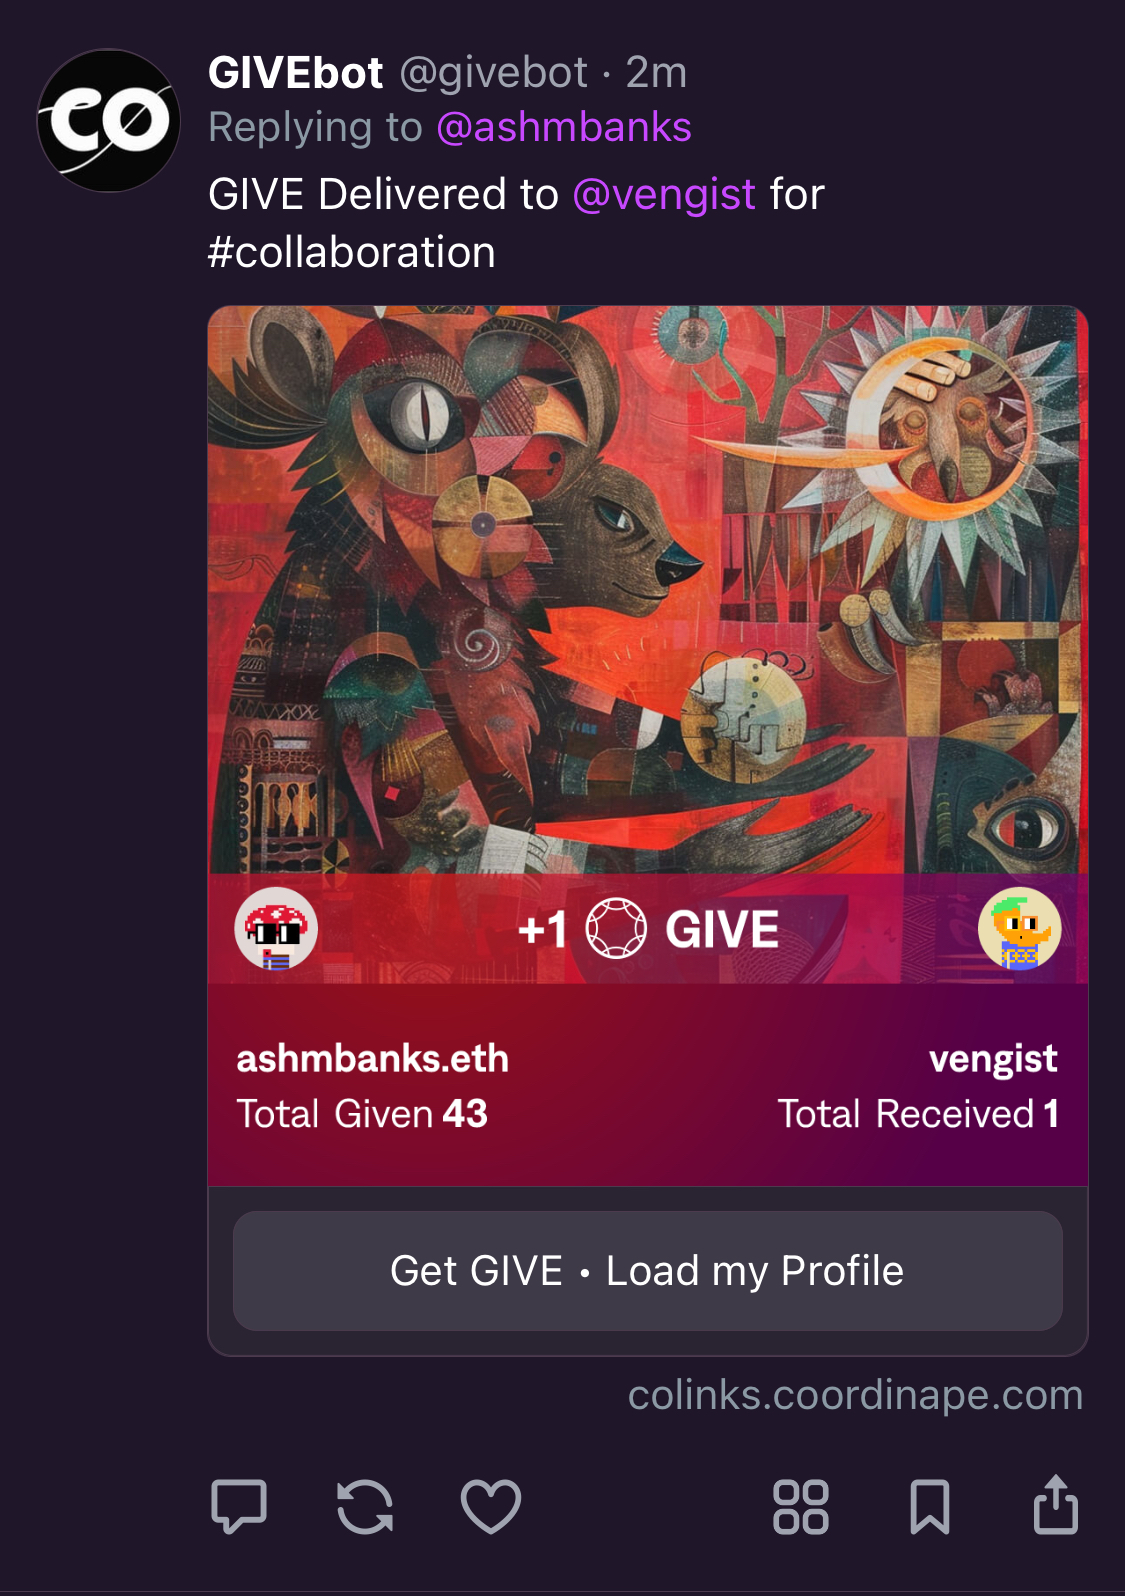 CO
GIVEbot @givebot · 2m
Replying to @ashmbanks
GIVE Delivered to @vengist for
#collaboration
+1 GIVE
ashmbanks.eth
vengist
Total Given 43
Total Received 1
Get GIVE • Load my Profile
colinks.coordinape.com